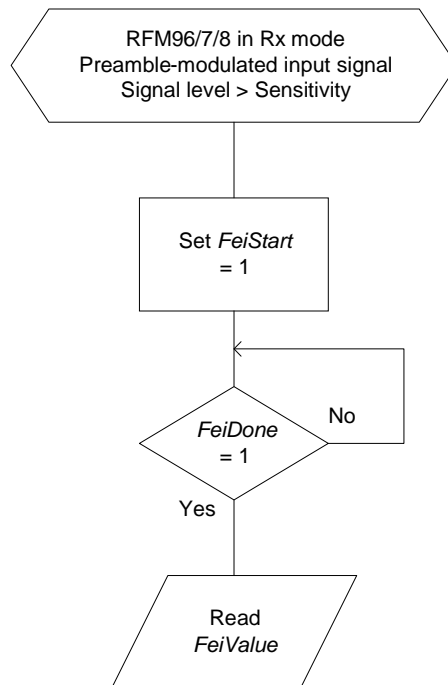 RFM96/7/8 in Rx mode
Preamble-modulated input signal
Signal level > Sensitivity
Set FeiStart
= 1
No
FeiDone
= 1
Yes
Read
FeiValue